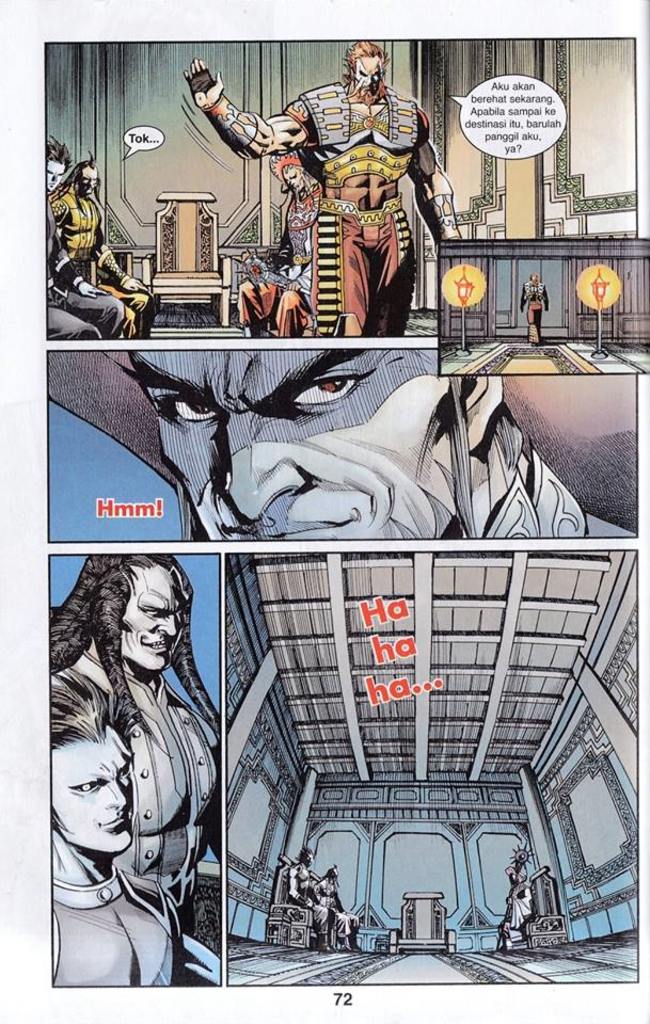 Tok...
Aku akan
berehat sekarang.
Apabila sampai ke
destinasi itu, barulah
panggil aku,
ya?
Hmm!
Ha
ha
ha...
72